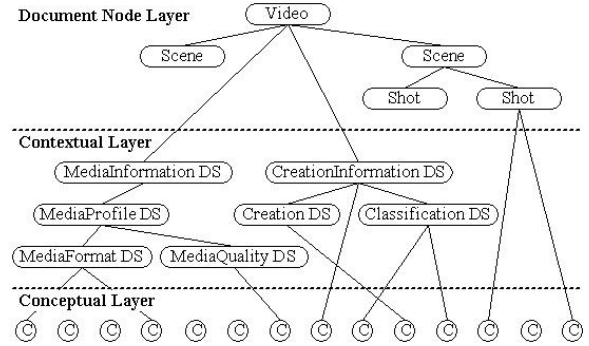 Document Node Layer
Video
Scene
Scene
Shot
Shot
Contextual Layer
MediaInformation DS
CreationInformation DS
MediaProfile DS
Creation DS
Classification DS
MediaFormat DS
MediaQuality DS
Conceptual Layer
C C C C C C C C C C C C C C